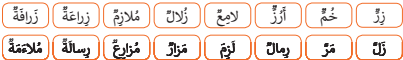 زِرٌّ خُمٌّ أَرُزٌّ لامِعٌ زُلالٌ مُلازِمٌ زِراعَةٌ زَرافَةٌ
زَلَّ مَرَّ رِمالٌ لَزِمَ مَزارٌ مُزارِعٌ رِسالَةٌ مُلاءَمَةٌ